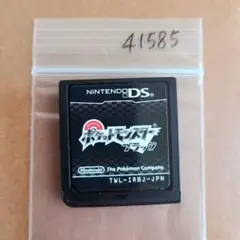 41585
NINTENDO DS
ポケットモンスター
ブラック
Nintendo The Pokémon Company
TWL-IRBJ-JPN